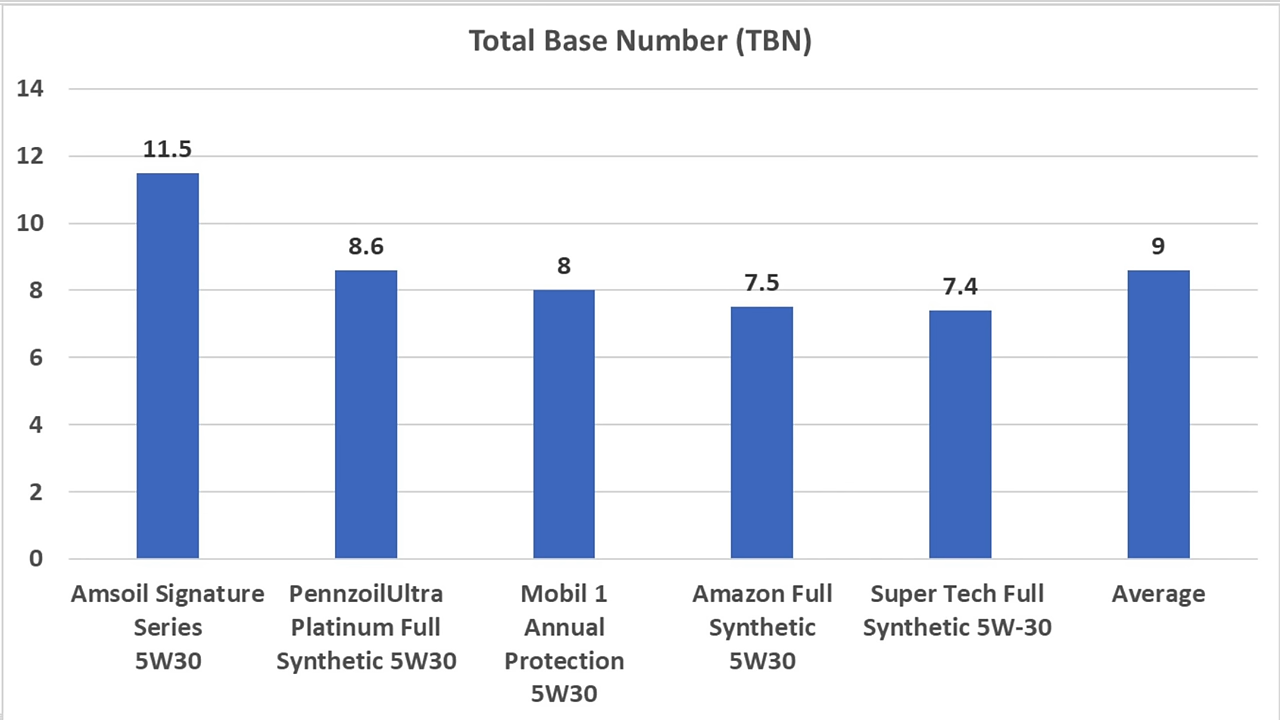 Total Base Number (TBN)
14
12
10
8
6
4
2
0
11.5
8.6
8
7.5
7.4
9
Amsoil Signature
Series
5W30
PennzoilUltra
Platinum Full
Synthetic 5W30
Mobil 1
Annual
Protection
5W30
Amazon Full
Synthetic
5W30
Super Tech Full
Synthetic 5W-30
Average